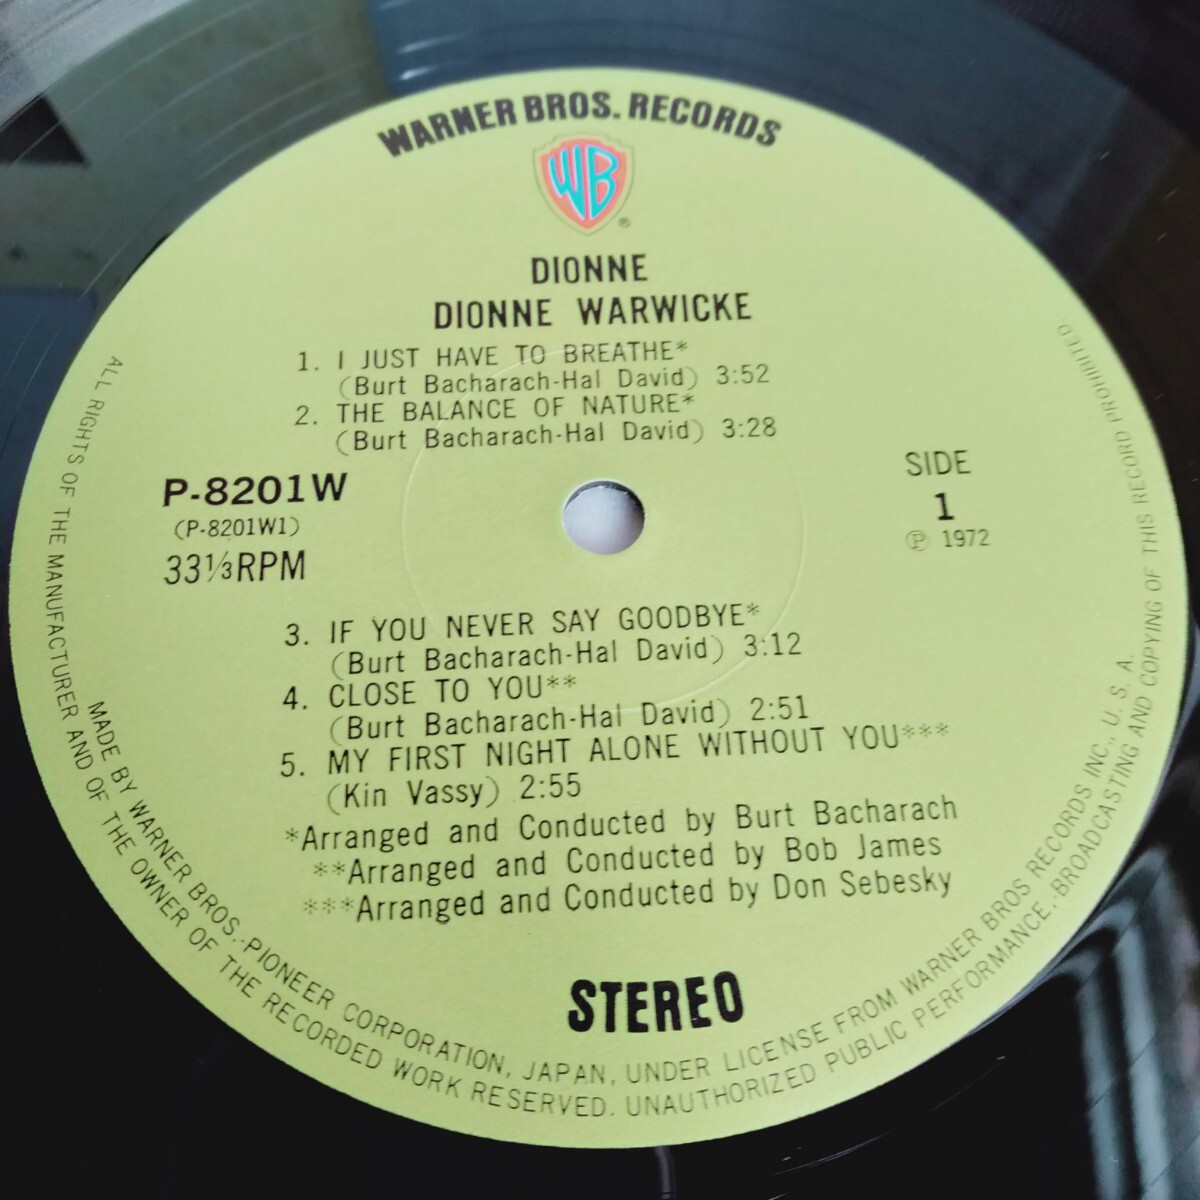 WARNER BROS. RECORDS
WB
®
DIONNE
DIONNE WARWICKE
1. I JUST HAVE TO BREATHE*
(Burt Bacharach-Hal David) 3:52
2. THE BALANCE OF NATURE*
(Burt Bacharach-Hal David) 3:28
P-8201W
(P-8201W1)
33⅓RPM
SIDE
1
℗ 1972
3. IF YOU NEVER SAY GOODBYE*
(Burt Bacharach-Hal David) 3:12
4. CLOSE TO YOU**
(Burt Bacharach-Hal David) 2:51
5. MY FIRST NIGHT ALONE WITHOUT YOU***
(Kin Vassy) 2:55
*Arranged and Conducted by Burt Bacharach
**Arranged and Conducted by Bob James
***Arranged and Conducted by Don Sebesky
STEREO
MADE BY WARNER BROS.-PIONEER CORPORATION, JAPAN, UNDER LICENSE FROM WARNER BROS RECORDS INC., U. S. A.
ALL RIGHTS OF THE MANUFACTURER AND OF THE OWNER OF THE RECORDED WORK RESERVED. UNAUTHORIZED PUBLIC PERFORMANCE. BROADCASTING AND COPYING OF THIS RECORD PROHIBITED.